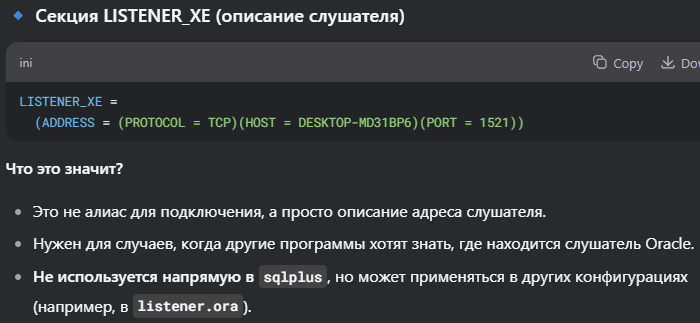 Секция LISTENER_XE (описание слушателя)
ini
Copy
Dow
LISTENER_XE =
(ADDRESS = (PROTOCOL = TCP)(HOST = DESKTOP-MD31BP6)(PORT = 1521))
Что это значит?
Это не алиас для подключения, а просто описание адреса слушателя.
Нужен для случаев, когда другие программы хотят знать, где находится слушатель Oracle.
Не используется напрямую в sqlplus, но может применяться в других конфигурациях
(например, в listener.ora).